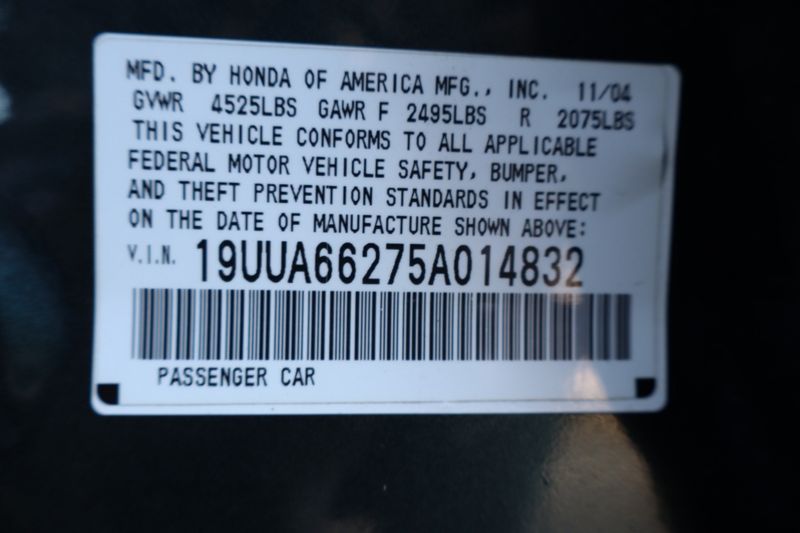 MFD. BY HONDA OF AMERICA MFG., INC. 11/04
GVWR 4525LBS GAWR F 2495LBS R 2075LBS
THIS VEHICLE CONFORMS TO ALL APPLICABLE
FEDERAL MOTOR VEHICLE SAFETY, BUMPER,
AND THEFT PREVENTION STANDARDS IN EFFECT
ON THE DATE OF MANUFACTURE SHOWN ABOVE:
V.I.N. 19UUA66275A014832
PASSENGER CAR